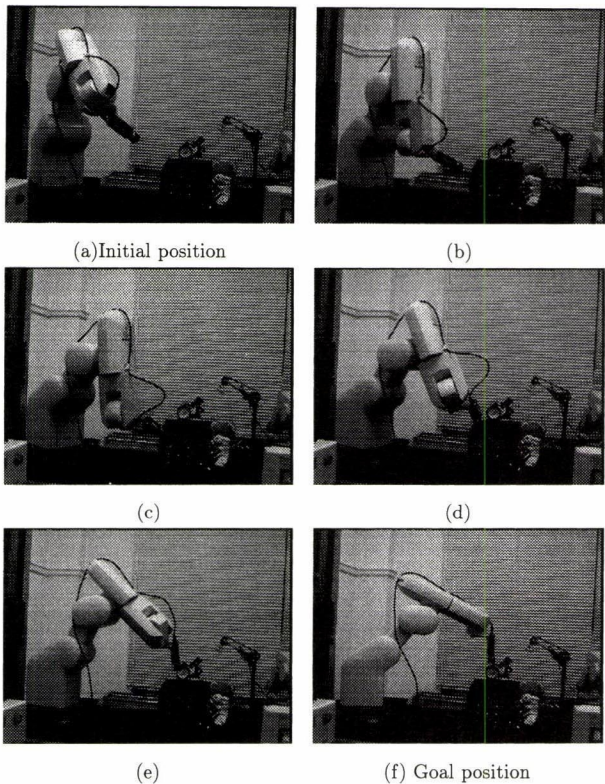 (a)Initial position
(b)
(c)
(d)
(e)
(f) Goal position